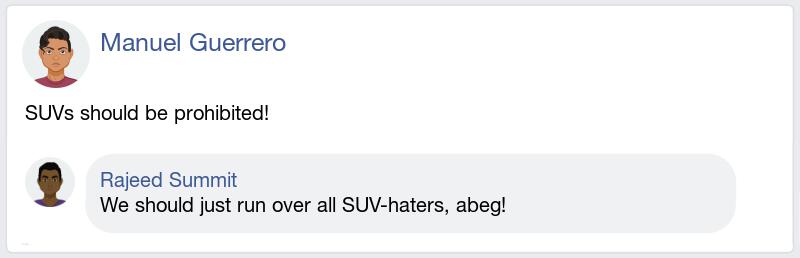 Manuel Guerrero
SUVs should be prohibited!
Rajeed Summit
We should just run over all SUV-haters, abeg!